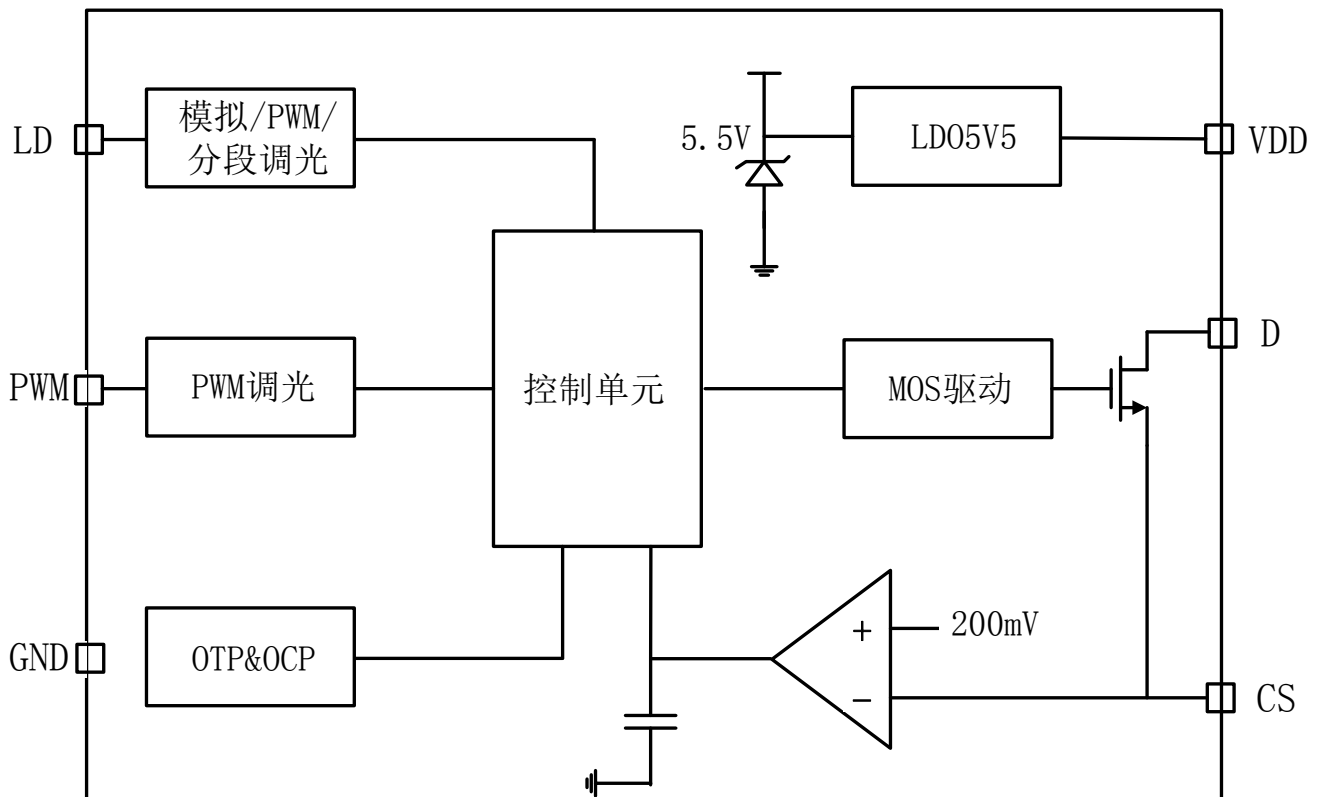 LD
模拟/PWM/
分段调光
5.5V
LDO5V5
VDD
D
PWM
PWM调光
控制单元
MOS驱动
GND
OTP&OCP
+
200mV
−
CS